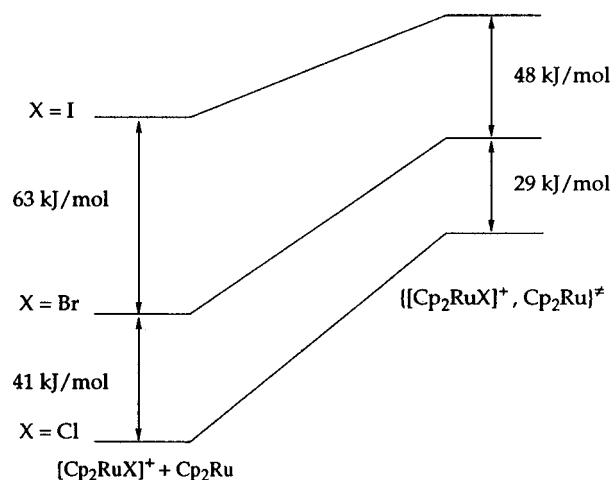 48 kJ/mol
X = I
63 kJ/mol
29 kJ/mol
{[Cp₂RuX]⁺ , Cp₂Ru}≠
X = Br
41 kJ/mol
X = Cl
[Cp₂RuX]⁺ + Cp₂Ru